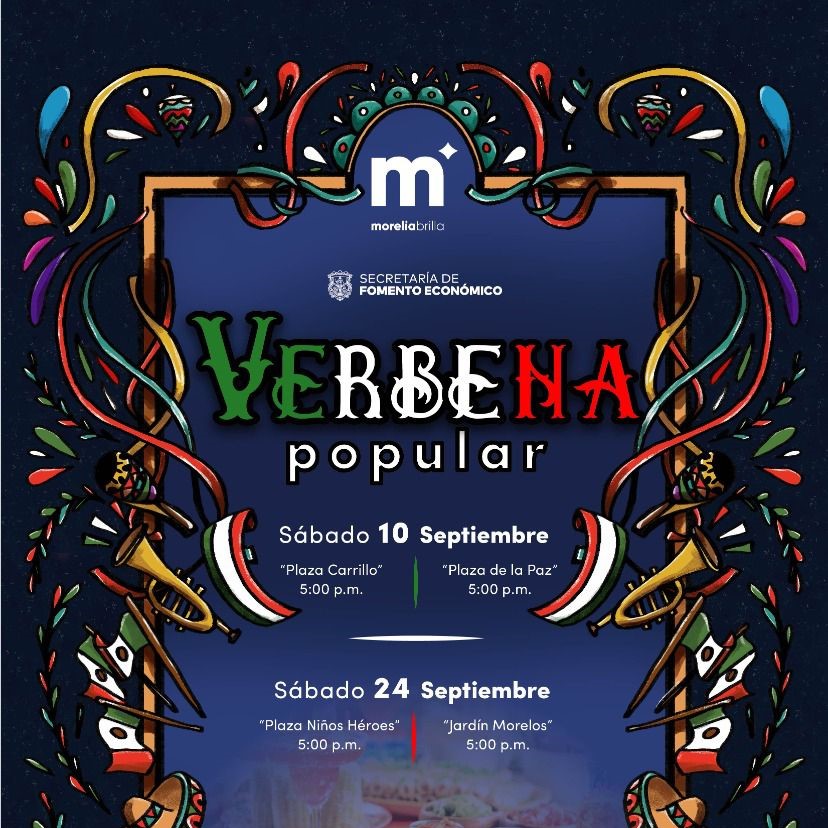 m
moreliabrilla
SECRETARÍA DE
FOMENTO ECONÓMICO
VERBENA
popular
Sábado 10 Septiembre
"Plaza Carrillo" "Plaza de la Paz"
5:00 p.m. 5:00 p.m.
Sábado 24 Septiembre
"Plaza Niños Héroes" "Jardín Morelos"
5:00 p.m. 5:00 p.m.